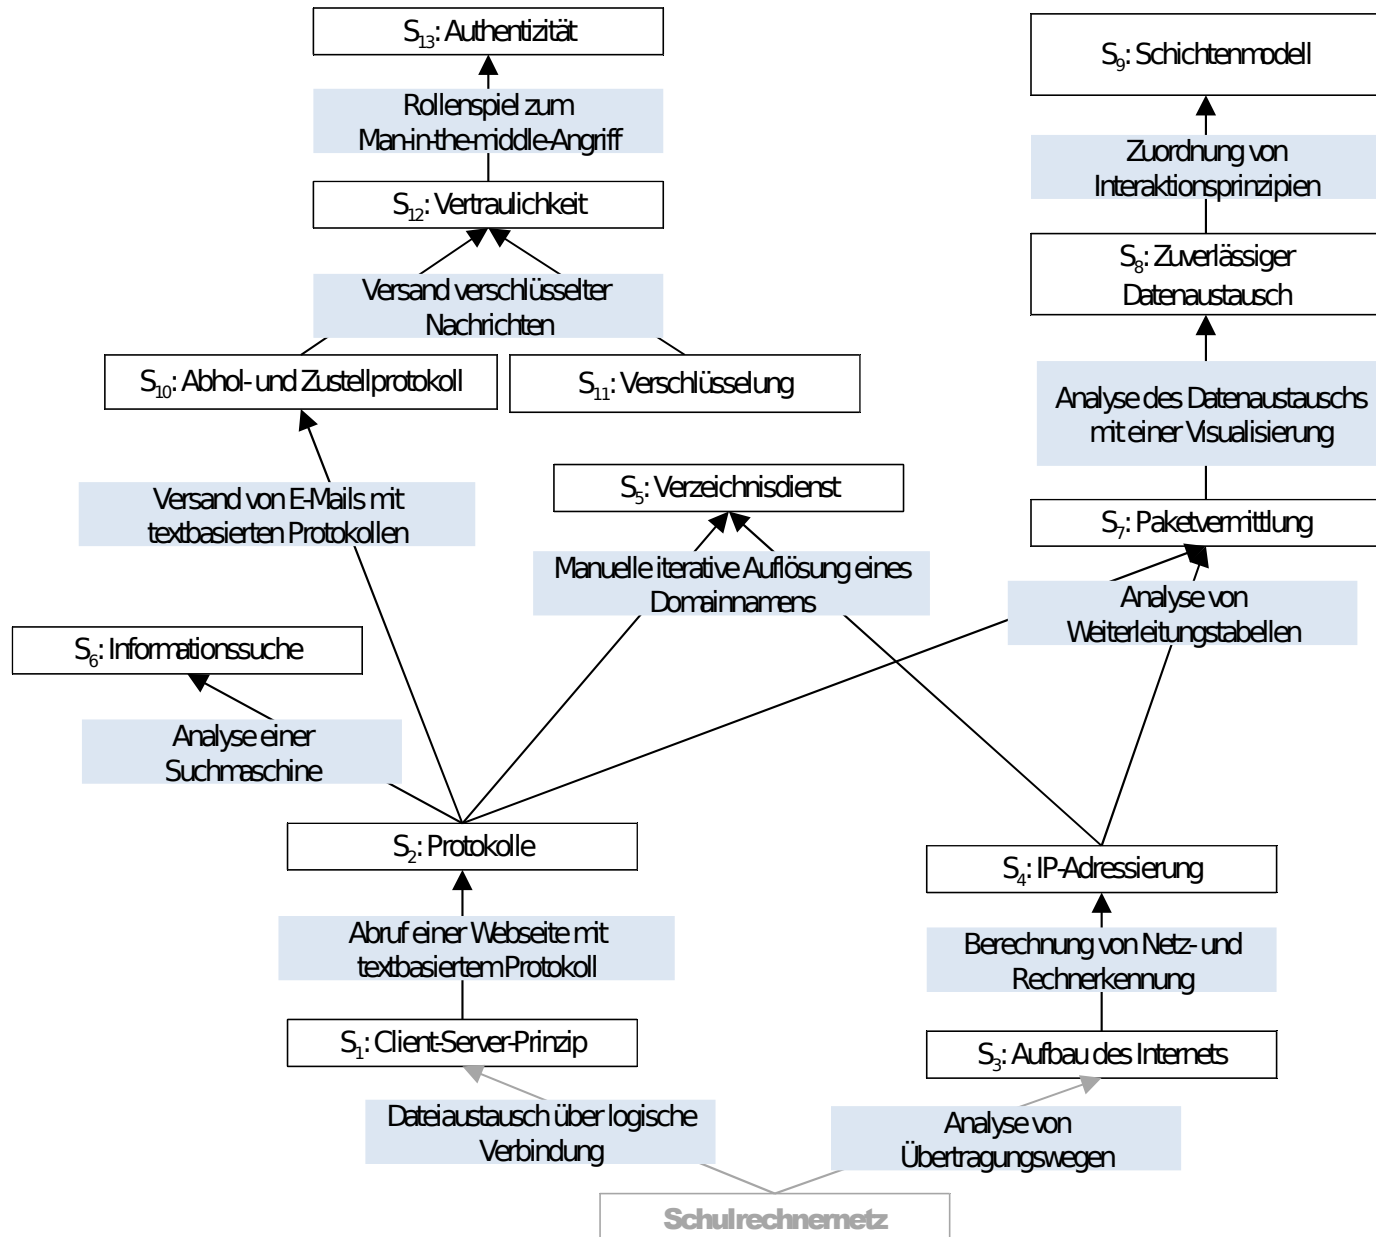 S13: Authentizität
S9: Schichtenmodell
Rollenspiel zum
Man-in-the-middle-Angriff
Zuordnung von
Interaktionsprinzipien
S12: Vertraulichkeit
S8: Zuverlässiger
Datenaustausch
Versand verschlüsselter
Nachrichten
S10: Abhol- und Zustellprotokoll
S11: Verschlüsselung
Analyse des Datenaustauschs
mit einer Visualisierung
Versand von E-Mails mit
textbasierten Protokollen
S5: Verzeichnisdienst
S7: Paketvermittlung
Manuelle iterative Auflösung eines
Domainnamens
Analyse von
Weiterleitungstabellen
S6: Informationssuche
Analyse einer
Suchmaschine
S2: Protokolle
S4: IP-Adressierung
Abruf einer Webseite mit
textbasiertem Protokoll
Berechnung von Netz- und
Rechnerkennung
S1: Client-Server-Prinzip
S3: Aufbau des Internets
Dateiaustausch über logische
Verbindung
Analyse von
Übertragungswegen
Schulrechnernetz